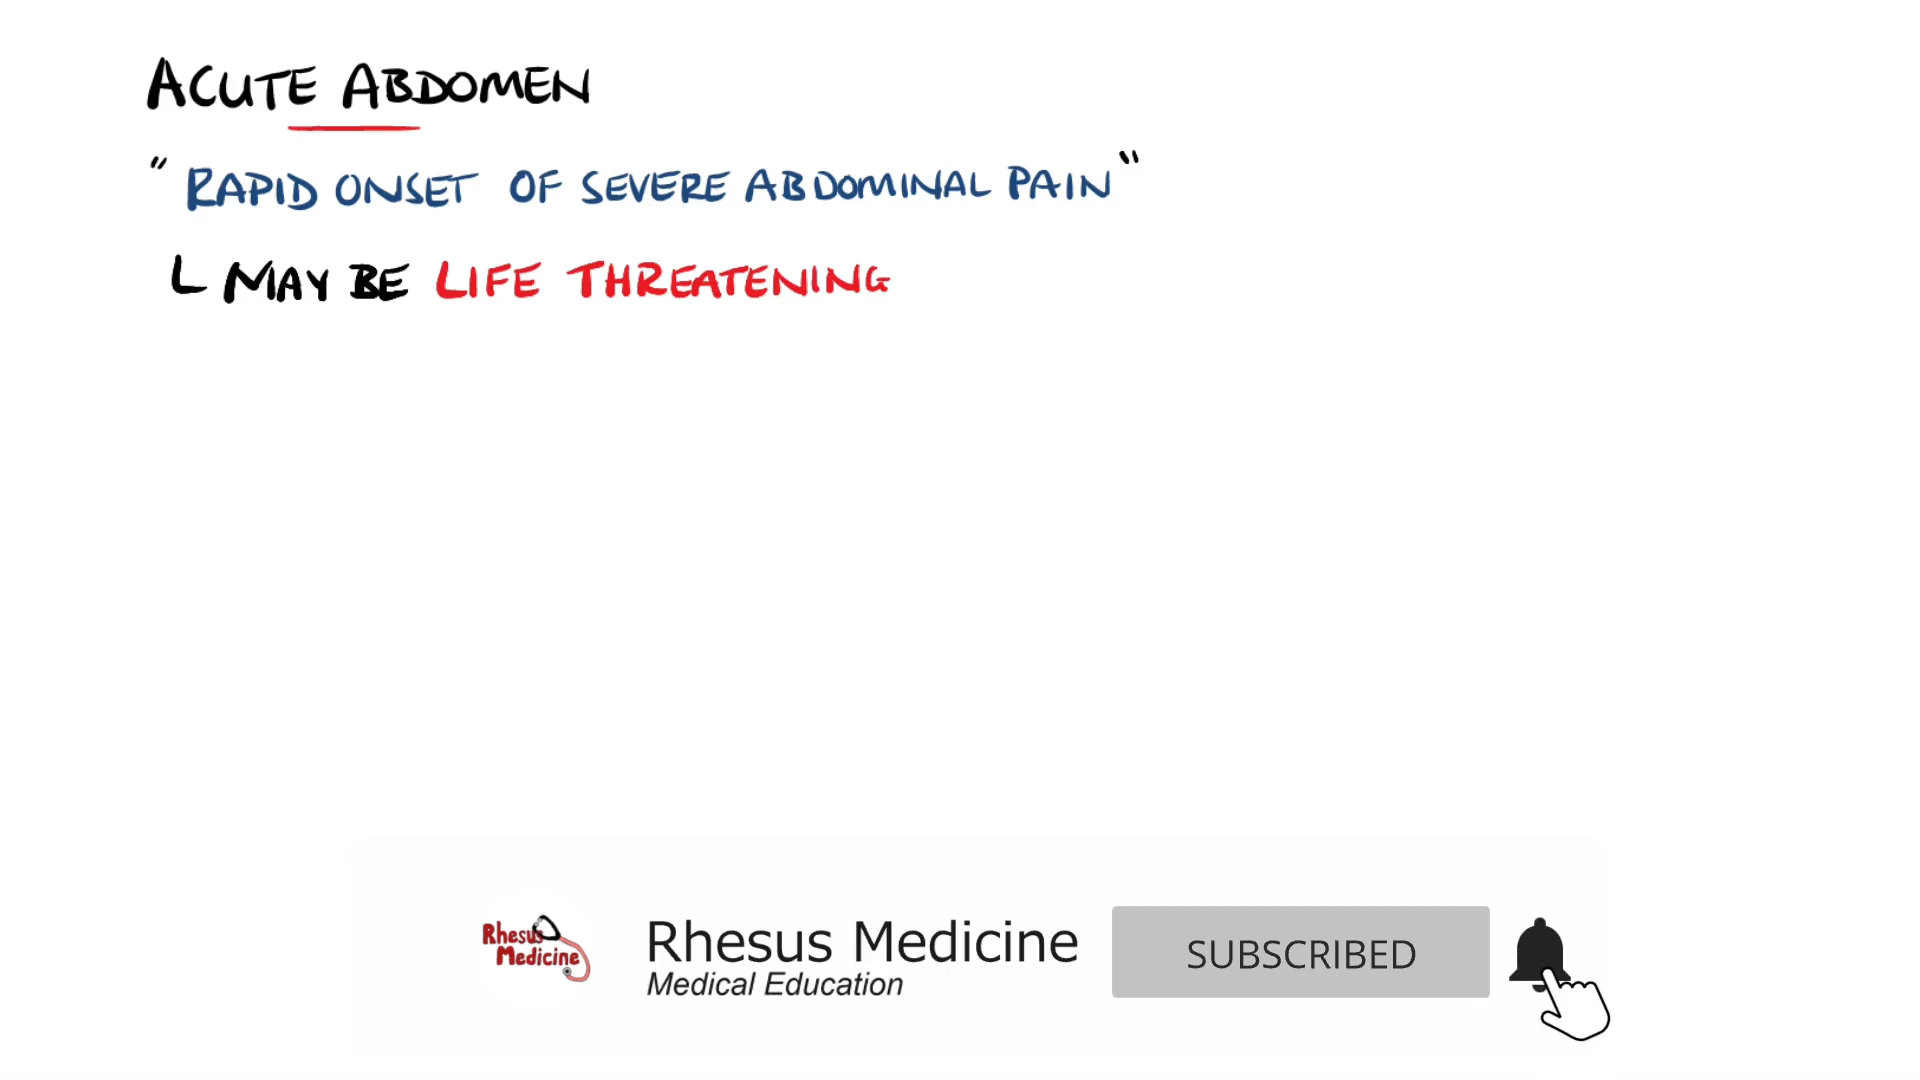 ACUTE ABDOMEN
"RAPID ONSET OF SEVERE ABDOMINAL PAIN"
L MAY BE LIFE THREATENING
Rhesus
Medicine
Rhesus Medicine
Medical Education
SUBSCRIBED